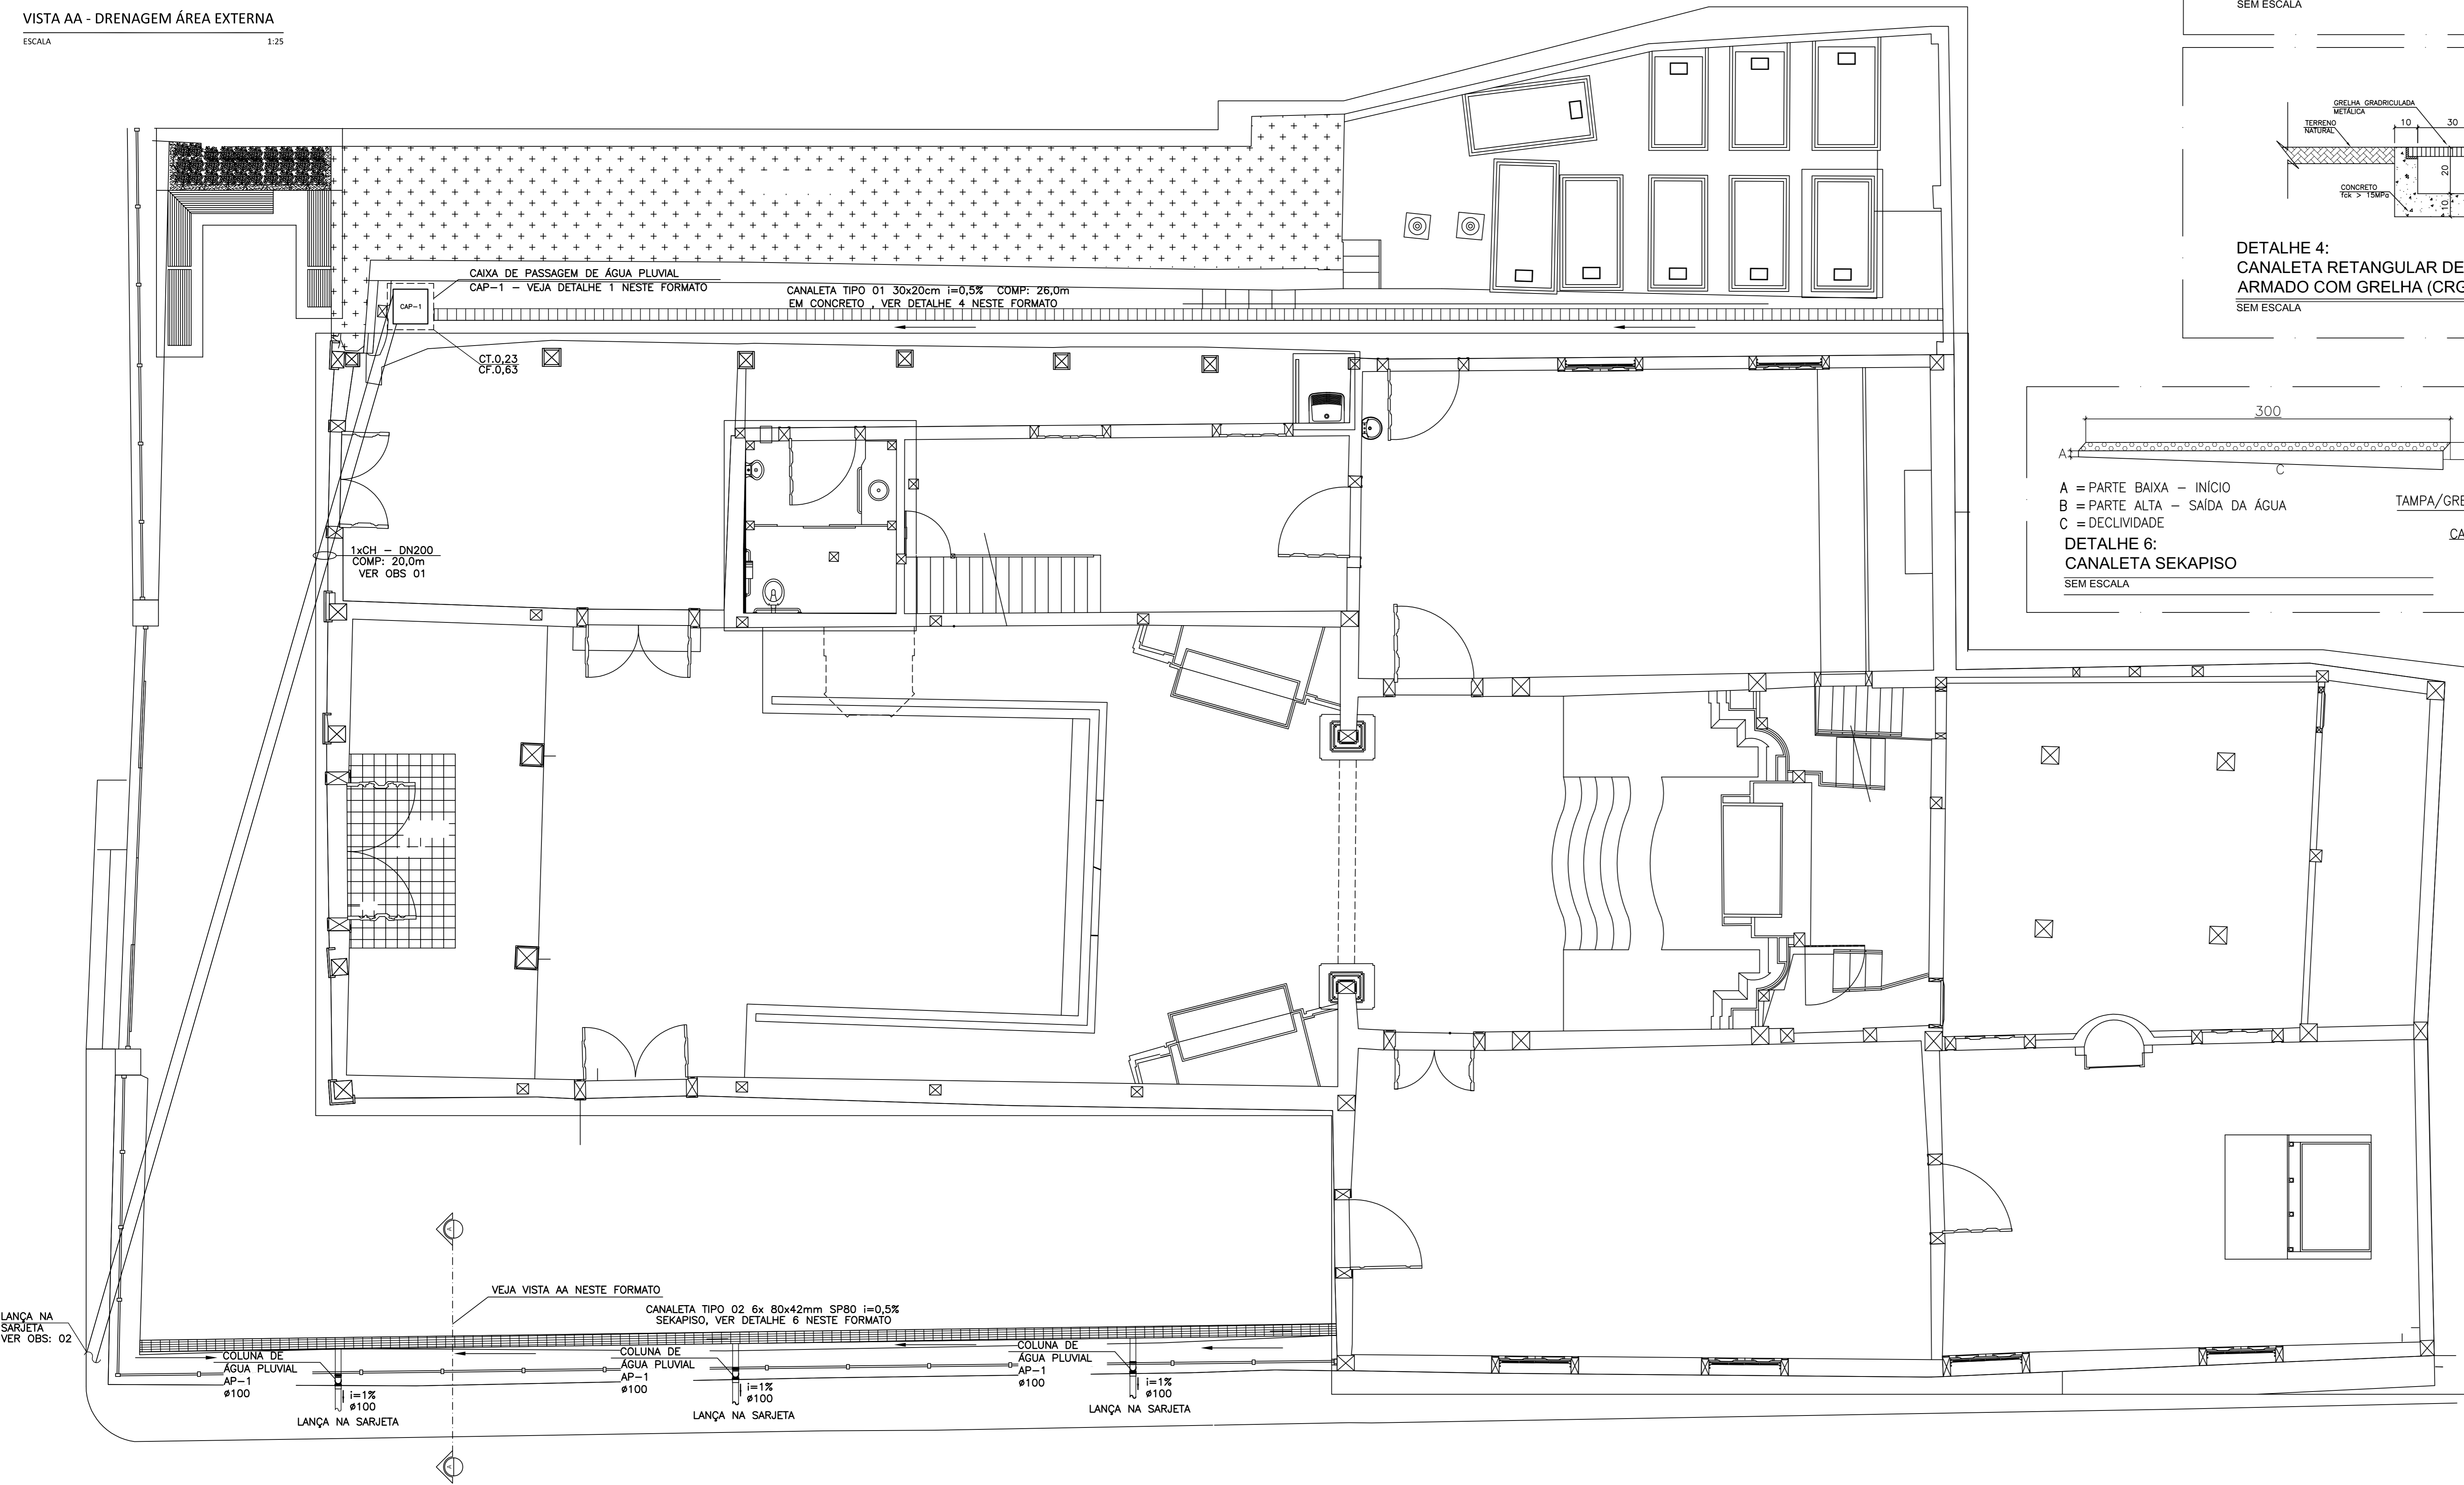 VISTA AA - DRENAGEM ÁREA EXTERNA
ESCALA 1:25
SEM ESCALA
GRELHA GRADRICULADA
METÁLICA
TERRENO
NATURAL
10 30
20
CONCRETO
fck > 15MPa
10
DETALHE 4:
CANALETA RETANGULAR DE
ARMADO COM GRELHA (CRG
SEM ESCALA
CAIXA DE PASSAGEM DE ÁGUA PLUVIAL
CAP-1 - VEJA DETALHE 1 NESTE FORMATO
CAP-1
CANALETA TIPO 01 30x20cm i=0,5% COMP: 26,0m
EM CONCRETO , VER DETALHE 4 NESTE FORMATO
CT.0,23
CF.0,63
300
A
C
A = PARTE BAIXA - INÍCIO
B = PARTE ALTA - SAÍDA DA ÁGUA
C = DECLIVIDADE
TAMPA/GRE
CA
DETALHE 6:
CANALETA SEKAPISO
SEM ESCALA
1xCH - DN200
COMP: 20,0m
VER OBS 01
A
VEJA VISTA AA NESTE FORMATO
CANALETA TIPO 02 6x 80x42mm SP80 i=0,5%
SEKAPISO, VER DETALHE 6 NESTE FORMATO
LANÇA NA
SARJETA
VER OBS: 02
COLUNA DE
ÁGUA PLUVIAL
AP-1
ø100
i=1%
ø100
LANÇA NA SARJETA
COLUNA DE
ÁGUA PLUVIAL
AP-1
ø100
i=1%
ø100
LANÇA NA SARJETA
COLUNA DE
ÁGUA PLUVIAL
AP-1
ø100
i=1%
ø100
LANÇA NA SARJETA
A